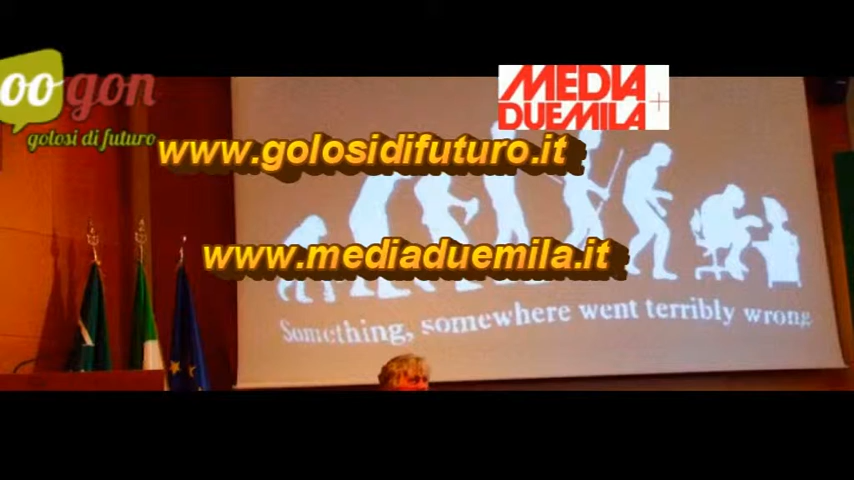 oogon
golosi di futuro
MEDIA
DUEMILA+
www.golosidifuturo.it
www.mediaduemila.it
Something, somewhere went terribly wrong